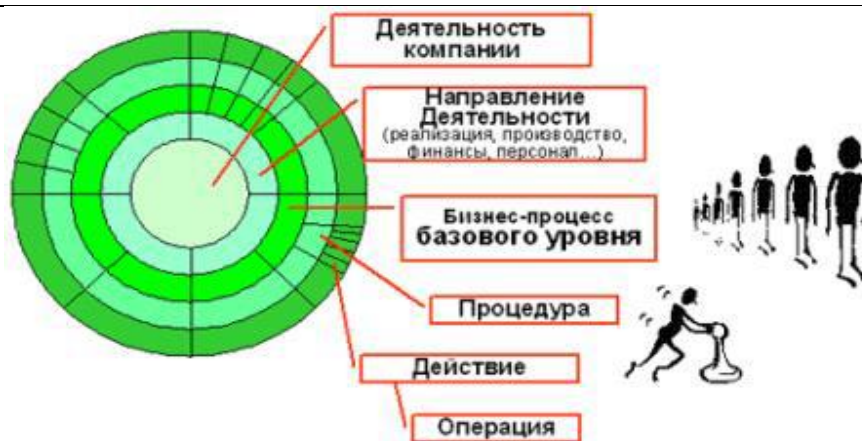 Деятельность
компании
Направление
Деятельности
(реализация, производство,
финансы, персонал...)
Бизнес-процесс
базового уровня
Процедура
Действие
Операция